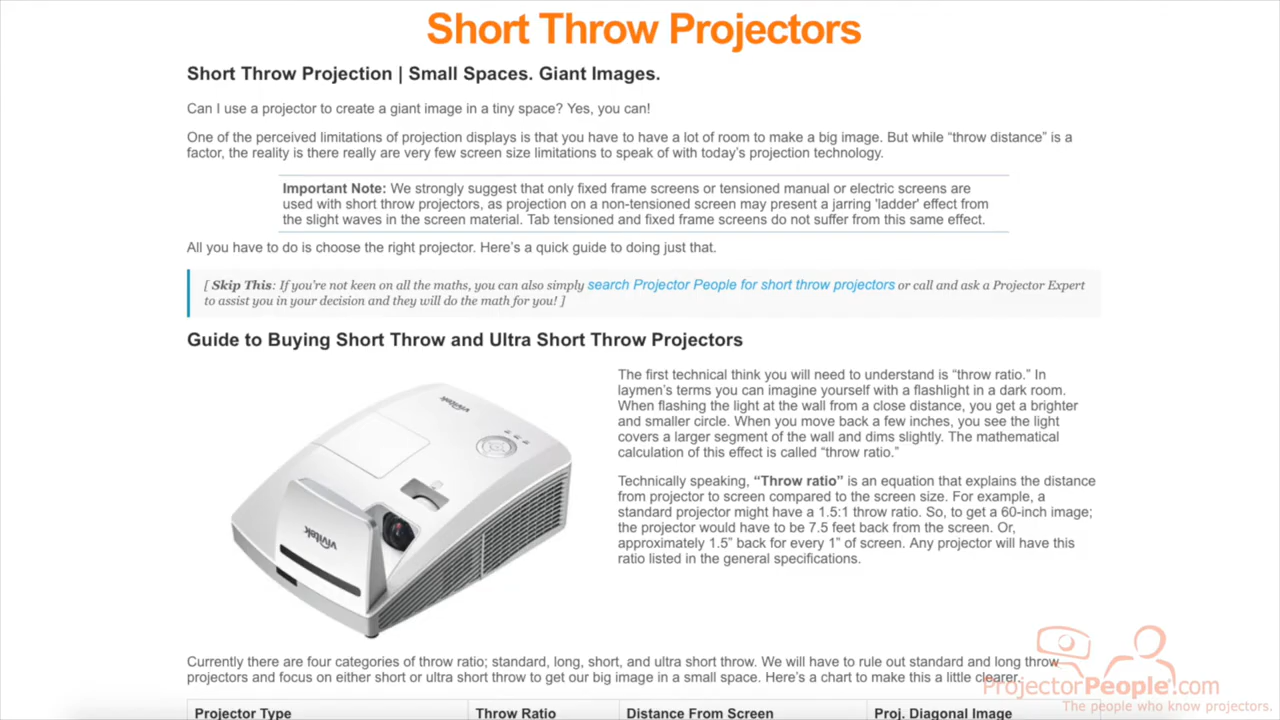 Short Throw Projectors
Short Throw Projection | Small Spaces. Giant Images.
Can I use a projector to create a giant image in a tiny space? Yes, you can!
One of the perceived limitations of projection displays is that you have to have a lot of room to make a big image. But while “throw distance” is a
factor, the reality is there really are very few screen size limitations to speak of with today’s projection technology.
Important Note: We strongly suggest that only fixed frame screens or tensioned manual or electric screens are
used with short throw projectors, as projection on a non-tensioned screen may present a jarring 'ladder' effect from
the slight waves in the screen material. Tab tensioned and fixed frame screens do not suffer from this same effect.
All you have to do is choose the right projector. Here’s a quick guide to doing just that.
[ Skip This: If you’re not keen on all the maths, you can also simply search Projector People for short throw projectors or call and ask a Projector Expert
to assist you in your decision and they will do the math for you! ]
Guide to Buying Short Throw and Ultra Short Throw Projectors
vivitek
vivitek
The first technical think you will need to understand is “throw ratio.” In
laymen’s terms you can imagine yourself with a flashlight in a dark room.
When flashing the light at the wall from a close distance, you get a brighter
and smaller circle. When you move back a few inches, you see the light
covers a larger segment of the wall and dims slightly. The mathematical
calculation of this effect is called “throw ratio.”
Technically speaking, “Throw ratio” is an equation that explains the distance
from projector to screen compared to the screen size. For example, a
standard projector might have a 1.5:1 throw ratio. So, to get a 60-inch image;
the projector would have to be 7.5 feet back from the screen. Or,
approximately 1.5” back for every 1” of screen. Any projector will have this
ratio listed in the general specifications.
Currently there are four categories of throw ratio; standard, long, short, and ultra short throw. We will have to rule out standard and long throw
projectors and focus on either short or ultra short throw to get our big image in a small space. Here’s a chart to make this a little clearer.
ProjectorPeople.com
The people who know projectors.
Projector Type Throw Ratio Distance From Screen Proj. Diagonal Image